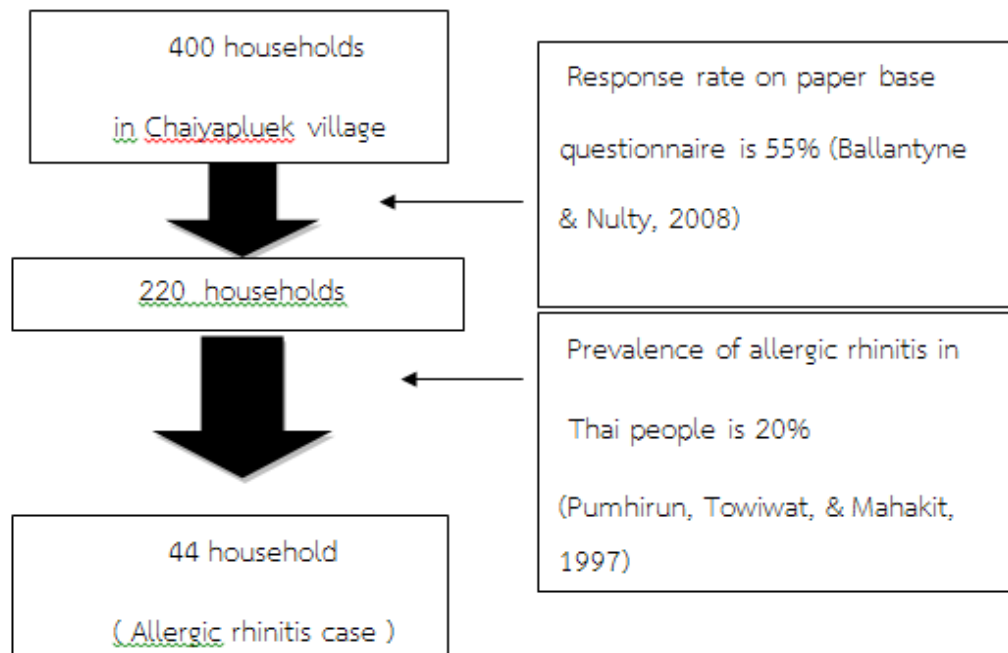 400 households
in Chaiyapluek village
Response rate on paper base
questionnaire is 55% (Ballantyne
& Nulty, 2008)
220 households
Prevalence of allergic rhinitis in
Thai people is 20%
(Pumhirun, Towiwat, & Mahakit,
1997)
44 household
( Allergic rhinitis case )